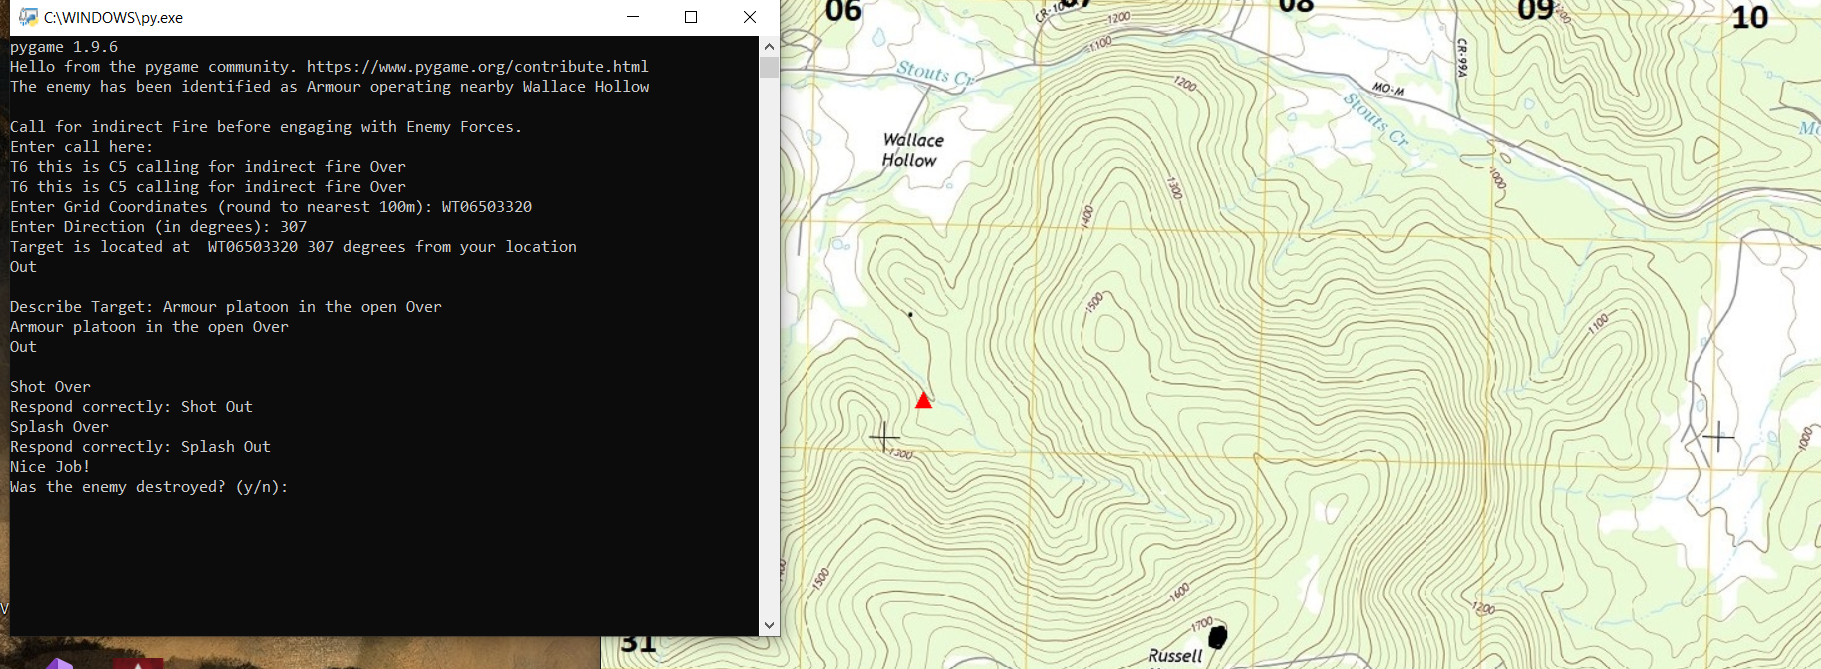 C:\WINDOWS\py.exe
pygame 1.9.6
Hello from the pygame community. https://www.pygame.org/contribute.html
The enemy has been identified as Armour operating nearby Wallace Hollow
Call for indirect Fire before engaging with Enemy Forces.
Enter call here:
T6 this is C5 calling for indirect fire Over
T6 this is C5 calling for indirect fire Over
Enter Grid Coordinates (round to nearest 100m): WT06503320
Enter Direction (in degrees): 307
Target is located at  WT06503320 307 degrees from your location
Out
Describe Target: Armour platoon in the open Over
Armour platoon in the open Over
Out
Shot Over
Respond correctly: Shot Out
Splash Over
Respond correctly: Splash Out
Nice Job!
Was the enemy destroyed? (y/n):
V
06
07
08
09
10
1200
1200
1100
CR-99A
Stouts Cr
1200
MO-M
Stouts Cr
Wallace
Hollow
1000
1300
1400
1500
1100
1300
1000
1500
1600
1200
1700
31
Russell